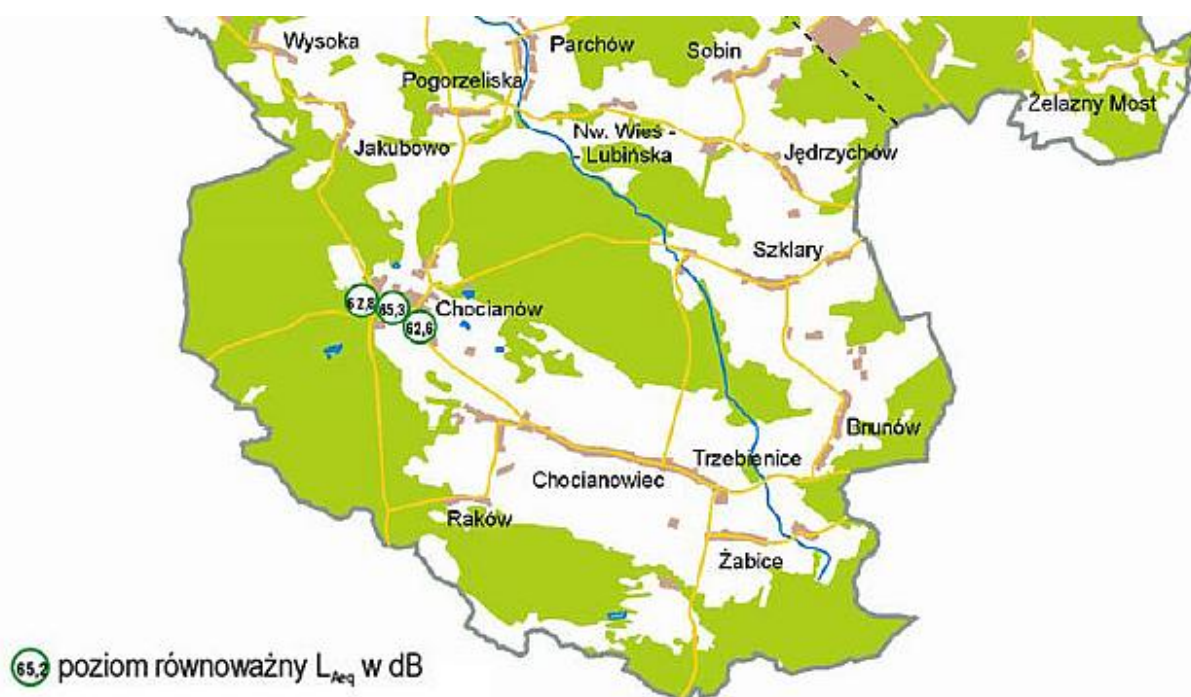 Wysoka
Parchów
Sobin
Pogorzeliska
Żelazny Most
Jakubowo
Nw. Wieś -
- Lubińska
Jędrzychów
Szklary
62,8
65,3
62,6
Chocianów
Brunów
Trzebienice
Chocianowiec
Raków
Żabice
65,2 poziom równoważny LAeq w dB